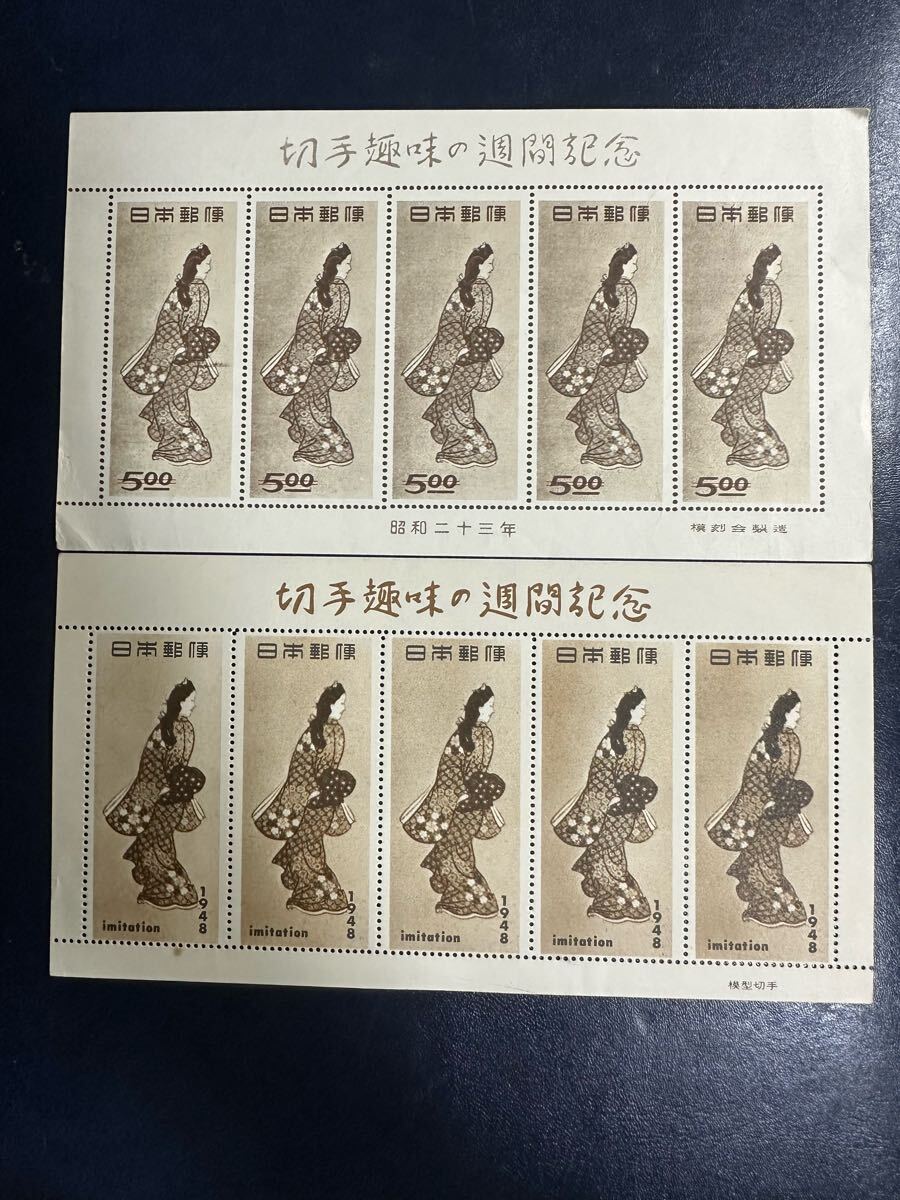 切手趣味の週間記念
日本郵便 日本郵便 日本郵便 日本郵便 日本郵便
5.00 5.00 5.00 5.00 5.00
昭和二十三年 模刻会製造
切手趣味の週間記念
日本郵便 日本郵便 日本郵便 日本郵便 日本郵便
imitation 1948 imitation 1948 imitation 1948 imitation 1948 imitation 1948
模型切手